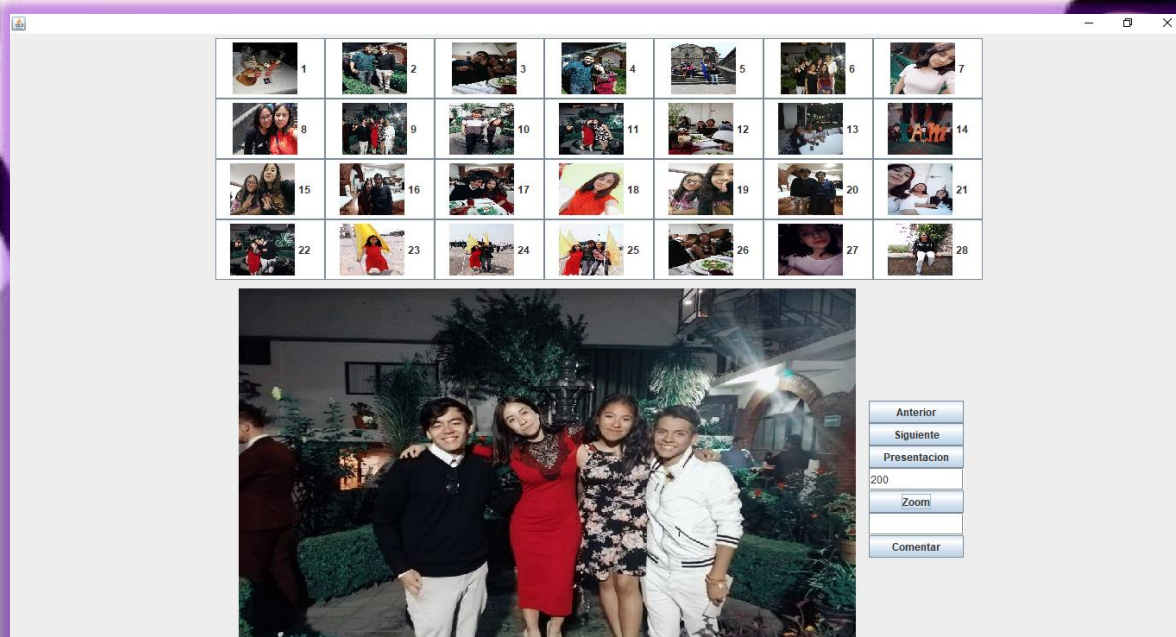 1 2 3 4 5 6 7
8 9 10 11 12 13 14
15 16 17 18 19 20 21
22 23 24 25 26 27 28
Anterior
Siguiente
Presentacion
200
Zoom
Comentar